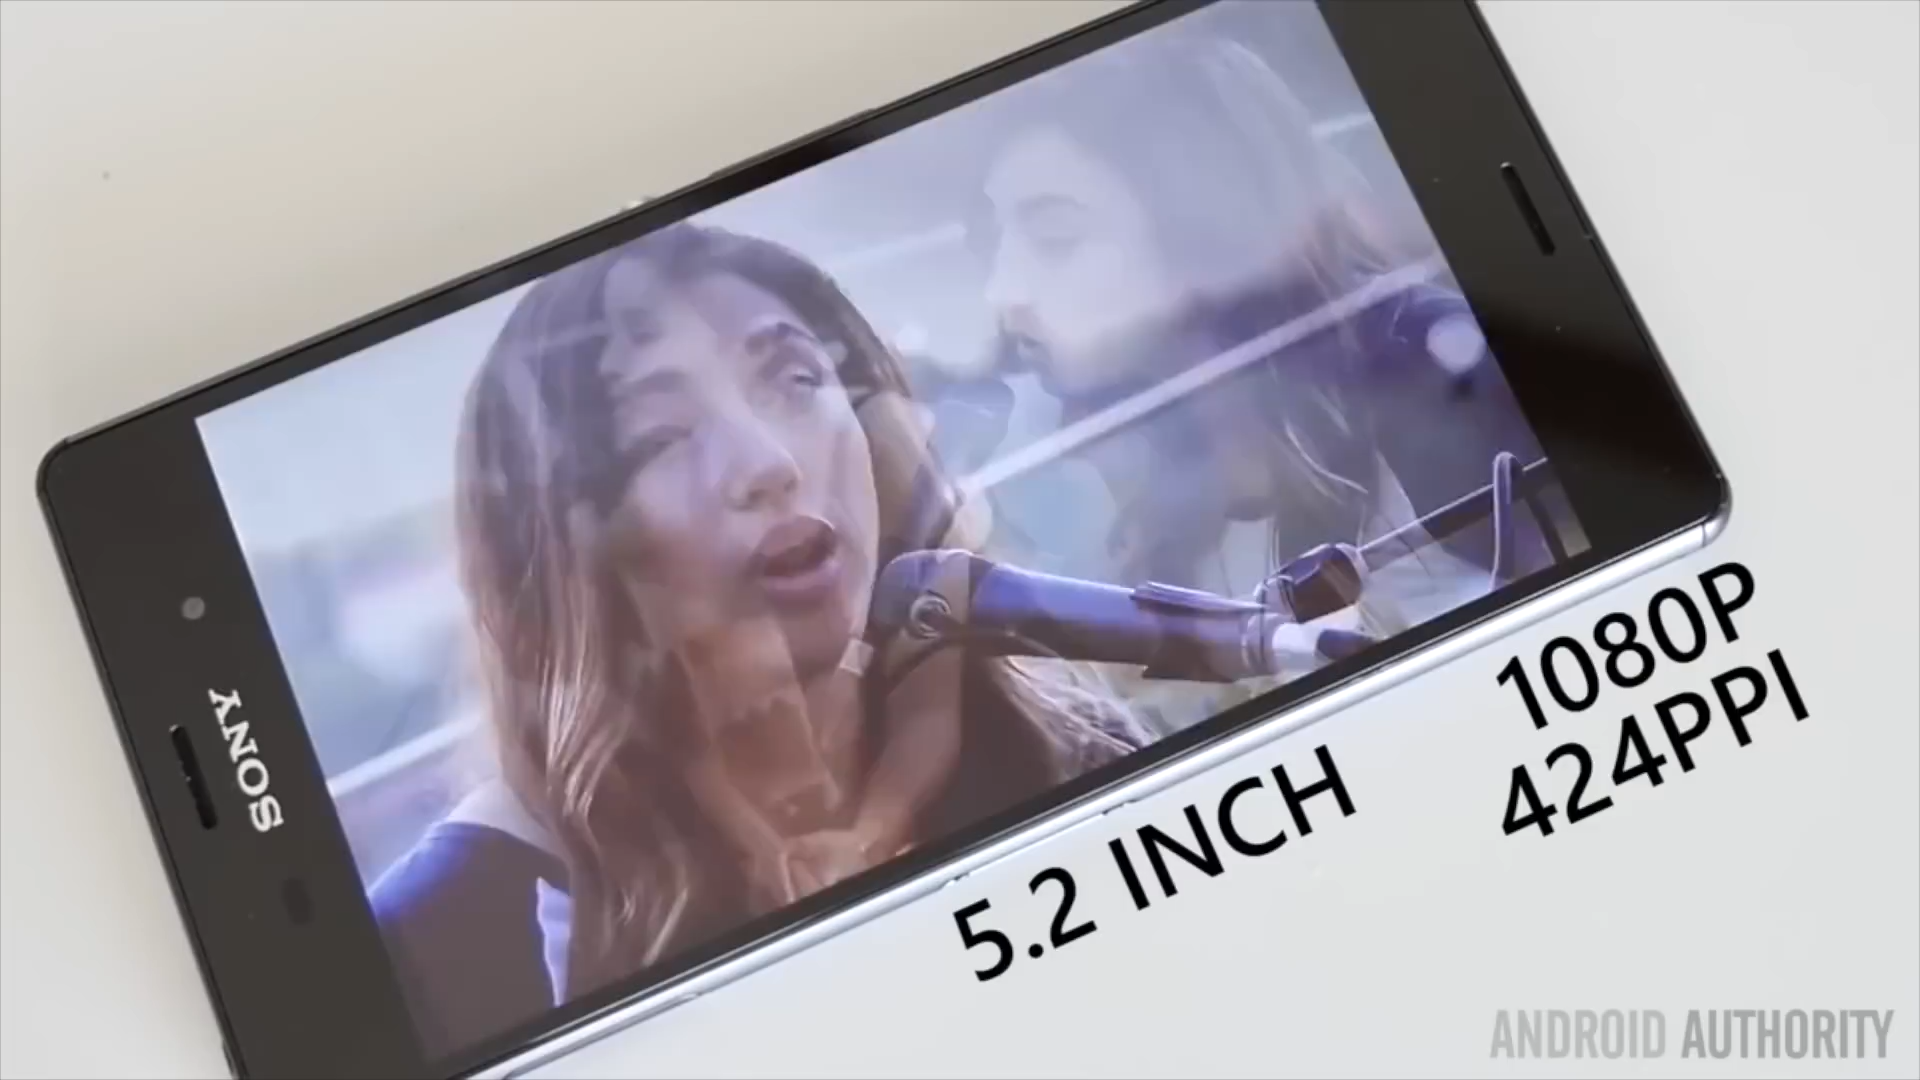 SONY
5.2 INCH
1080P
424PPI
ANDROID AUTHORITY